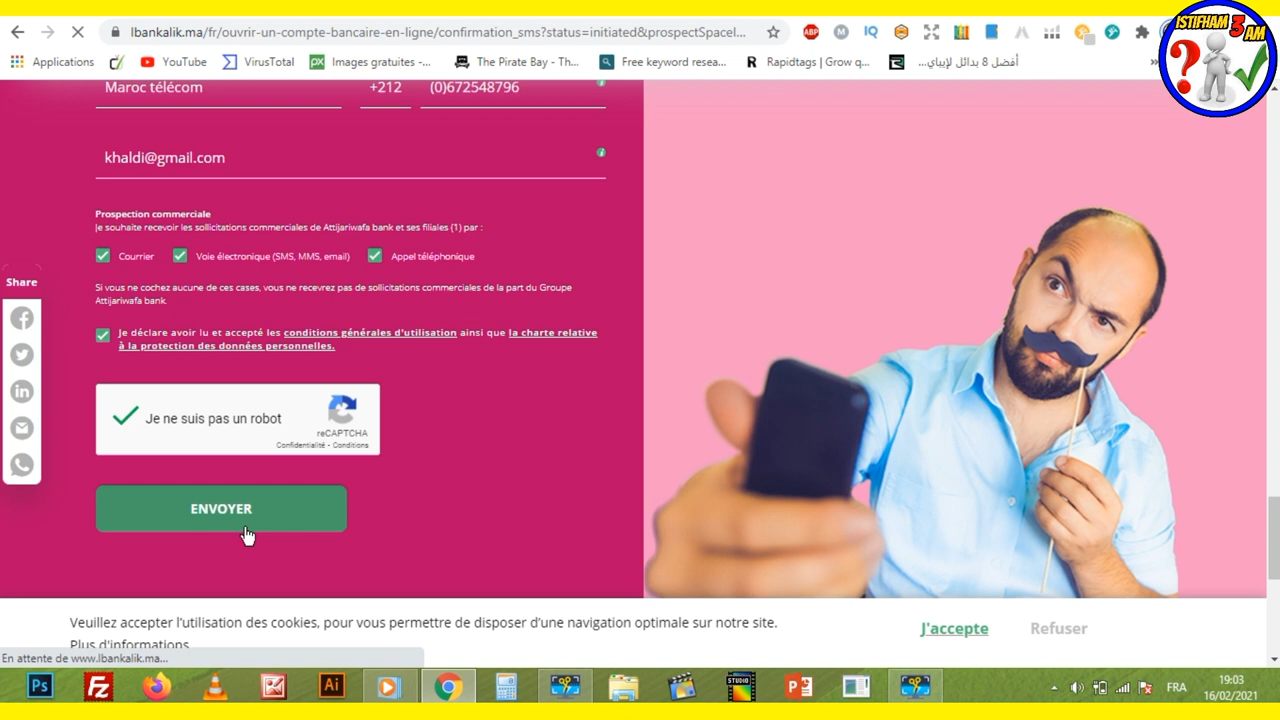 lbankalik.ma/fr/ouvrir-un-compte-bancaire-en-ligne/confirmation_sms?status=initiated&prospectSpacel...
ISTIFHAM 3AM
Applications
YouTube
VirusTotal
Images gratuites -...
The Pirate Bay - Th...
Free keyword resea...
Rapidtags | Grow q...
أفضل 8 بدائل لإيباي...
»
Maroc télécom
+212
(0)672548796
khaldi@gmail.com
Prospection commerciale
Je souhaite recevoir les sollicitations commerciales de Attijariwafa bank et ses filiales (1) par :
Courrier
Voie électronique (SMS, MMS, email)
Appel téléphonique
Si vous ne cochez aucune de ces cases, vous ne recevrez pas de sollicitations commerciales de la part du Groupe
Attijariwafa bank.
Share
Je déclare avoir lu et accepté les conditions générales d'utilisation ainsi que la charte relative
à la protection des données personnelles.
Je ne suis pas un robot
reCAPTCHA
Confidentialité - Conditions
ENVOYER
Veuillez accepter l'utilisation des cookies, pour vous permettre de disposer d'une navigation optimale sur notre site.
Plus d'informations
J'accepte
Refuser
En attente de www.lbankalik.ma...
Ps
Fz
Ai
STUDIO
FRA
19:03
16/02/2021